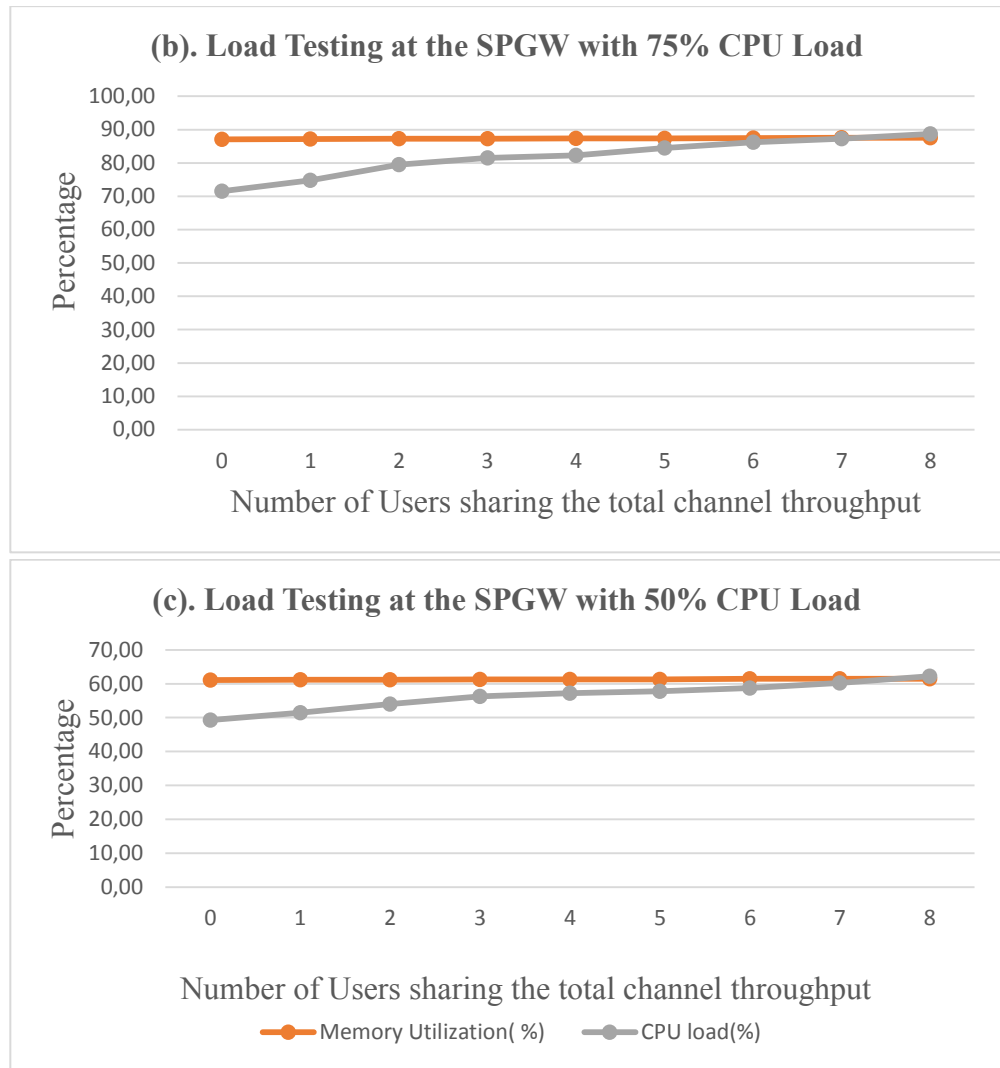 (b). Load Testing at the SPGW with 75% CPU Load
Percentage
100,00
90,00
80,00
70,00
60,00
50,00
40,00
30,00
20,00
10,00
0,00
0 1 2 3 4 5 6 7 8
Number of Users sharing the total channel throughput
(c). Load Testing at the SPGW with 50% CPU Load
Percentage
70,00
60,00
50,00
40,00
30,00
20,00
10,00
0,00
0 1 2 3 4 5 6 7 8
Number of Users sharing the total channel throughput
Memory Utilization( %) CPU load(%)